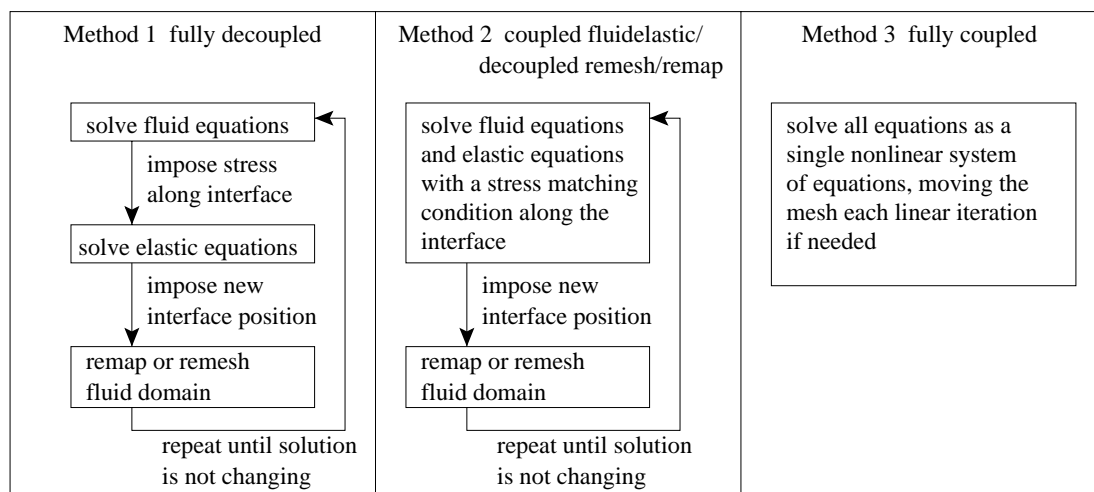 Method 1 fully decoupled
solve fluid equations
impose stress
along interface
solve elastic equations
impose new
interface position
remap or remesh
fluid domain
repeat until solution
is not changing
Method 2 coupled fluidelastic/
decoupled remesh/remap
solve fluid equations
and elastic equations
with a stress matching
condition along the
interface
impose new
interface position
remap or remesh
fluid domain
repeat until solution
is not changing
Method 3 fully coupled
solve all equations as a
single nonlinear system
of equations, moving the
mesh each linear iteration
if needed